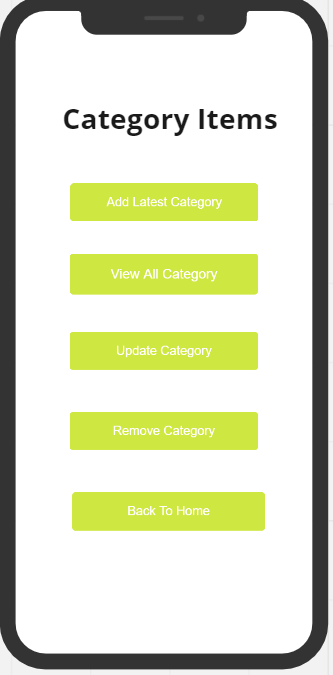 Category Items
Add Latest Category
View All Category
Update Category
Remove Category
Back To Home